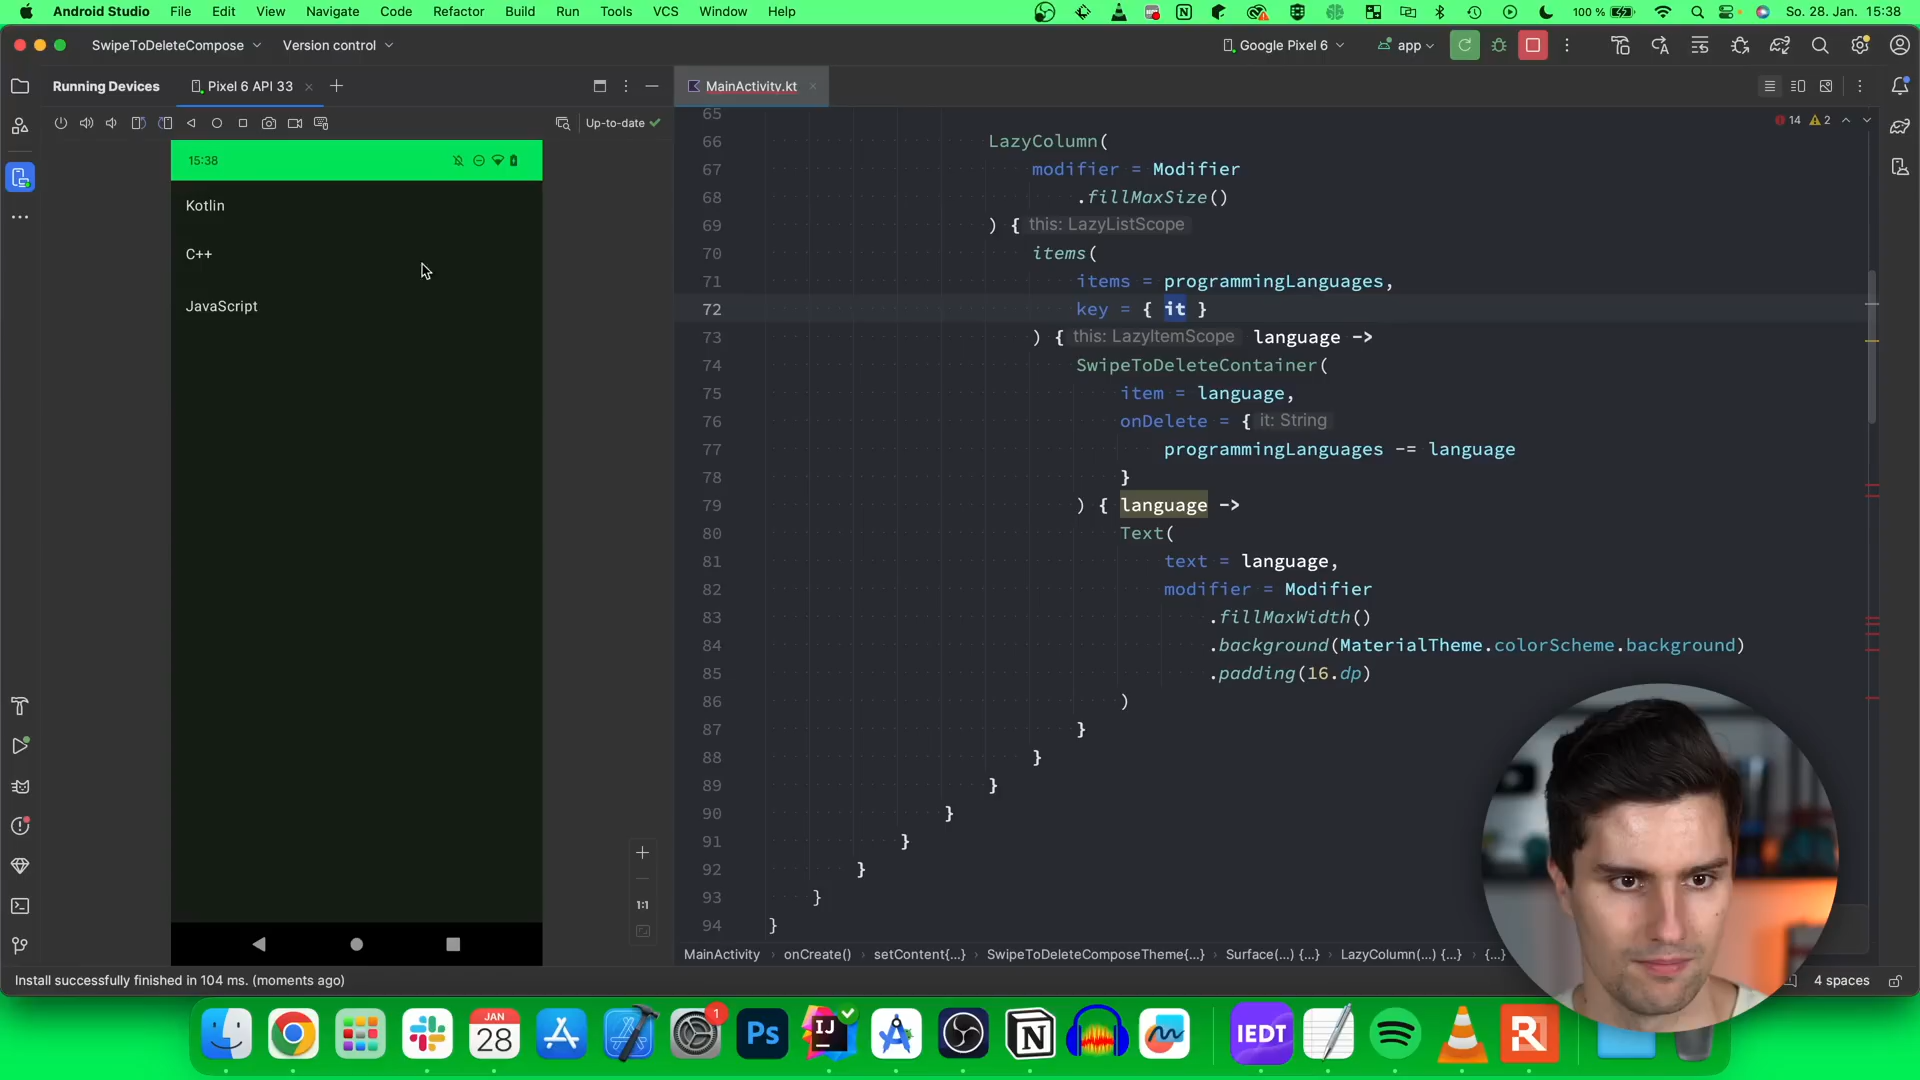 Android Studio File Edit View Navigate Code Refactor Build Run Tools VCS Window Help 100 % So. 28. Jan. 15:38
SwipeToDeleteCompose Version control Google Pixel 6 app
Running Devices Pixel 6 API 33 MainActivity.kt
Up-to-date
15:38
Kotlin
C++
JavaScript
1:1
14 2
65
66 LazyColumn(
67 modifier = Modifier
68 .fillMaxSize()
69 ) { this: LazyListScope
70 items(
71 items = programmingLanguages,
72 key = { it }
73 ) { this: LazyItemScope language ->
74 SwipeToDeleteContainer(
75 item = language,
76 onDelete = { it: String
77 programmingLanguages -= language
78 }
79 ) { language ->
80 Text(
81 text = language,
82 modifier = Modifier
83 .fillMaxWidth()
84 .background(MaterialTheme.colorScheme.background)
85 .padding(16.dp)
86 )
87 }
88 }
89 }
90 }
91 }
92 }
93 }
94 }
MainActivity onCreate() setContent{...} SwipeToDeleteComposeTheme{...} Surface(...) {...} LazyColumn(...) {...} {...}
Install successfully finished in 104 ms. (moments ago) 4 spaces
JAN
28
1
Ps
IJ
N
IEDT
R